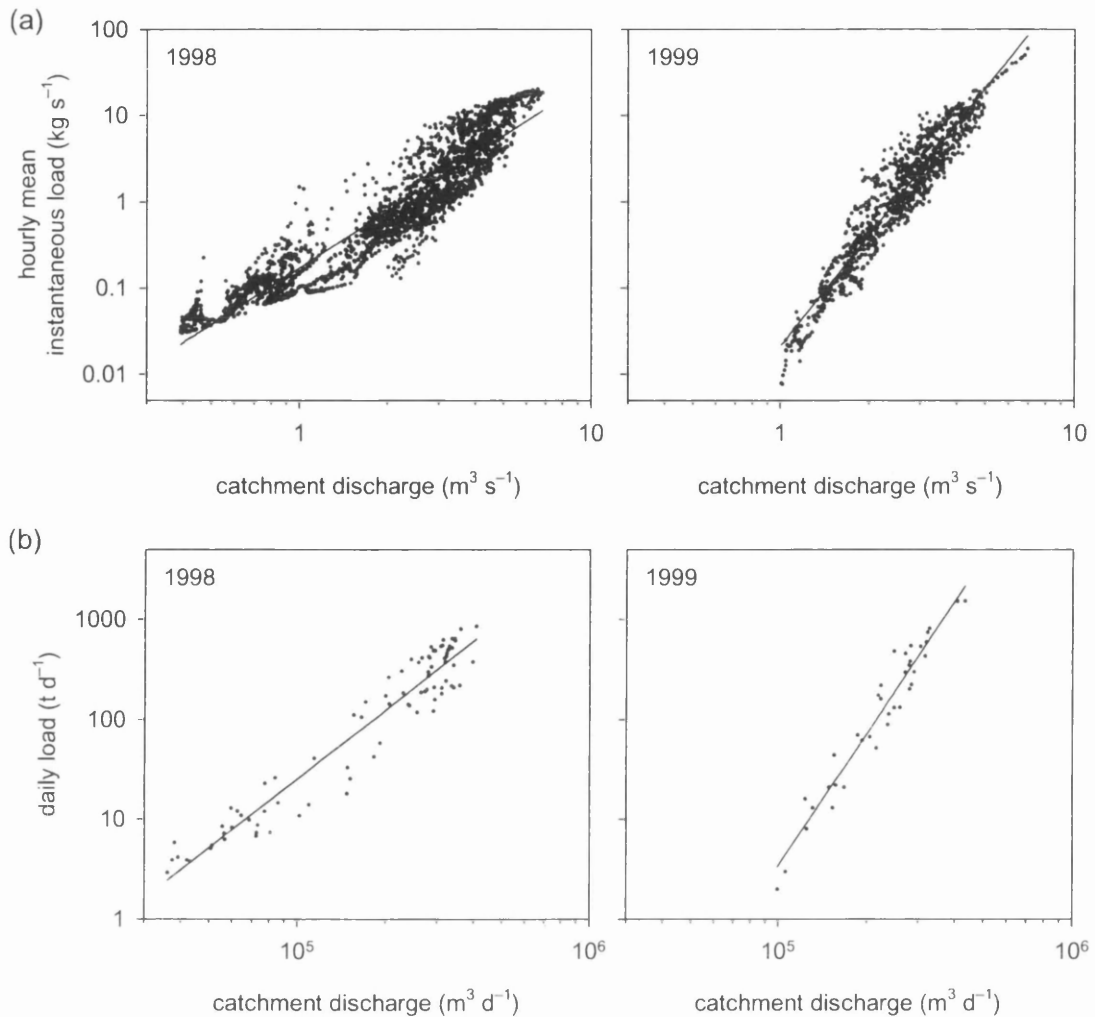 (a)
100
10
1
0.1
0.01
hourly mean
instantaneous load (kg s⁻¹)
1998
1
10
catchment discharge (m³ s⁻¹)
1999
1
10
catchment discharge (m³ s⁻¹)
(b)
1000
100
10
1
daily load (t d⁻¹)
1998
10⁵
10⁶
catchment discharge (m³ d⁻¹)
1999
10⁵
10⁶
catchment discharge (m³ d⁻¹)